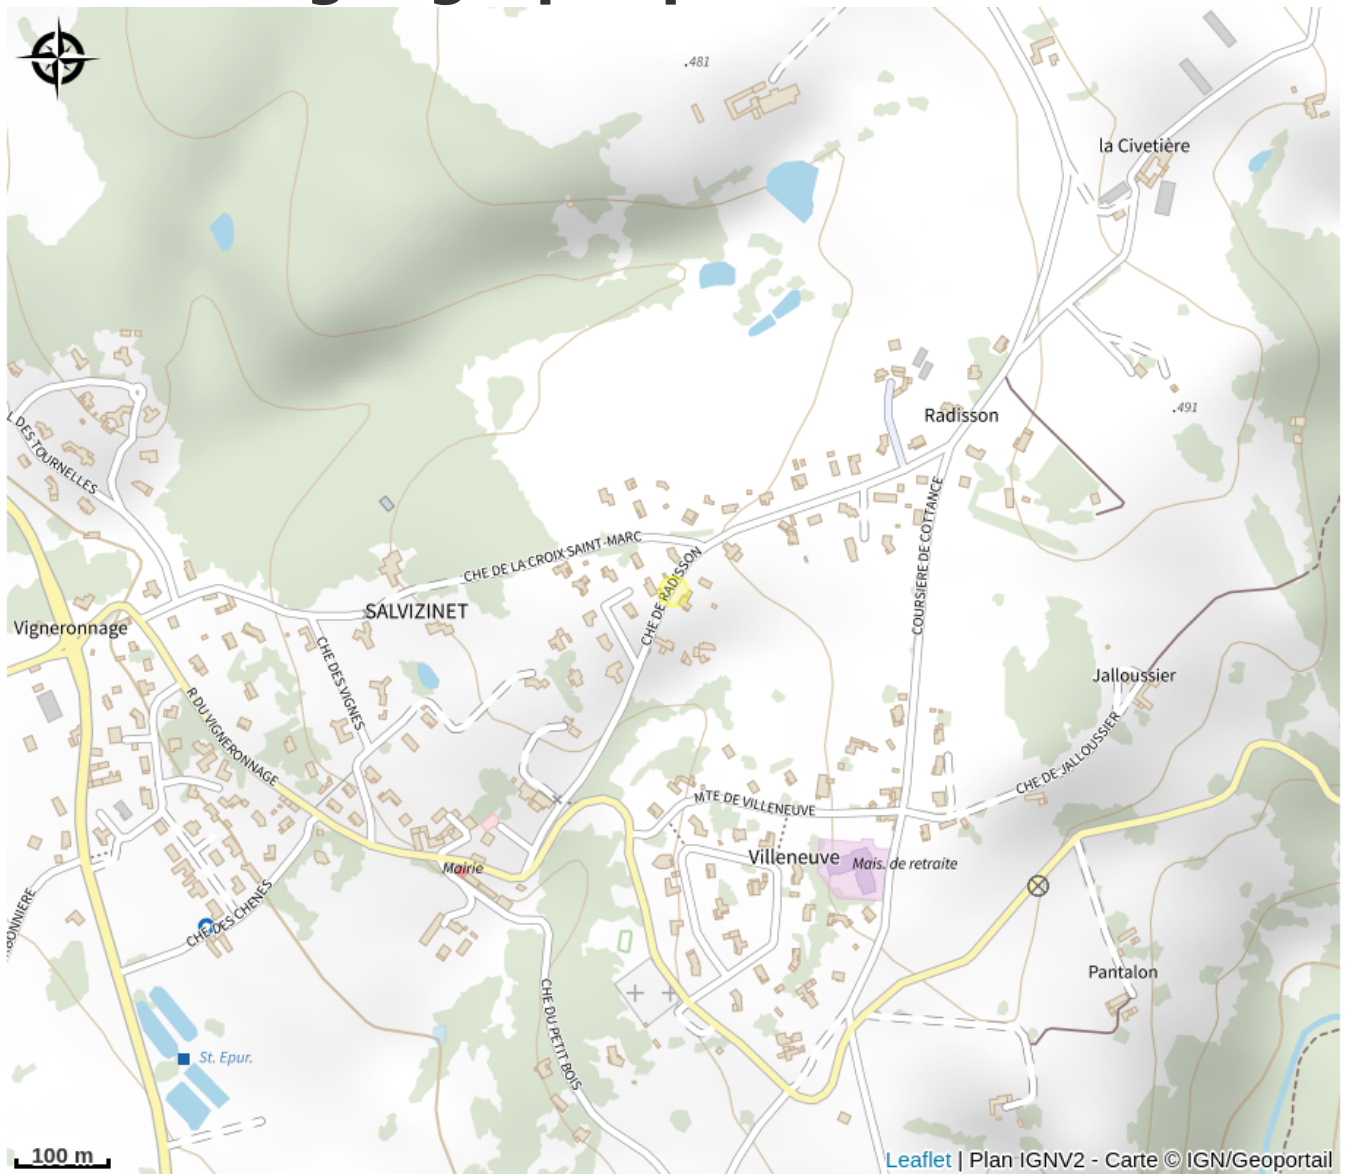 .481
la Civetière
Radisson
.491
L DES TOURNELLES
CHE DE LA CROIX SAINT-MARC
CHE DE RADISSON
COURSIERE DE COTTANCE
SALVIZINET
Vigneronnage
CHE DES VIGNES
R DU VIGNERONNAGE
Jalloussier
CHE DE JALLOUSSIER
MTE DE VILLENEUVE
Villeneuve
Mais. de retraite
Mairie
CHE DES CHENES
BONNIERE
Pantalon
CHE DU PETIT BOIS
St. Epur.
100 m
Leaflet | Plan IGNV2 - Carte © IGN/Geoportail